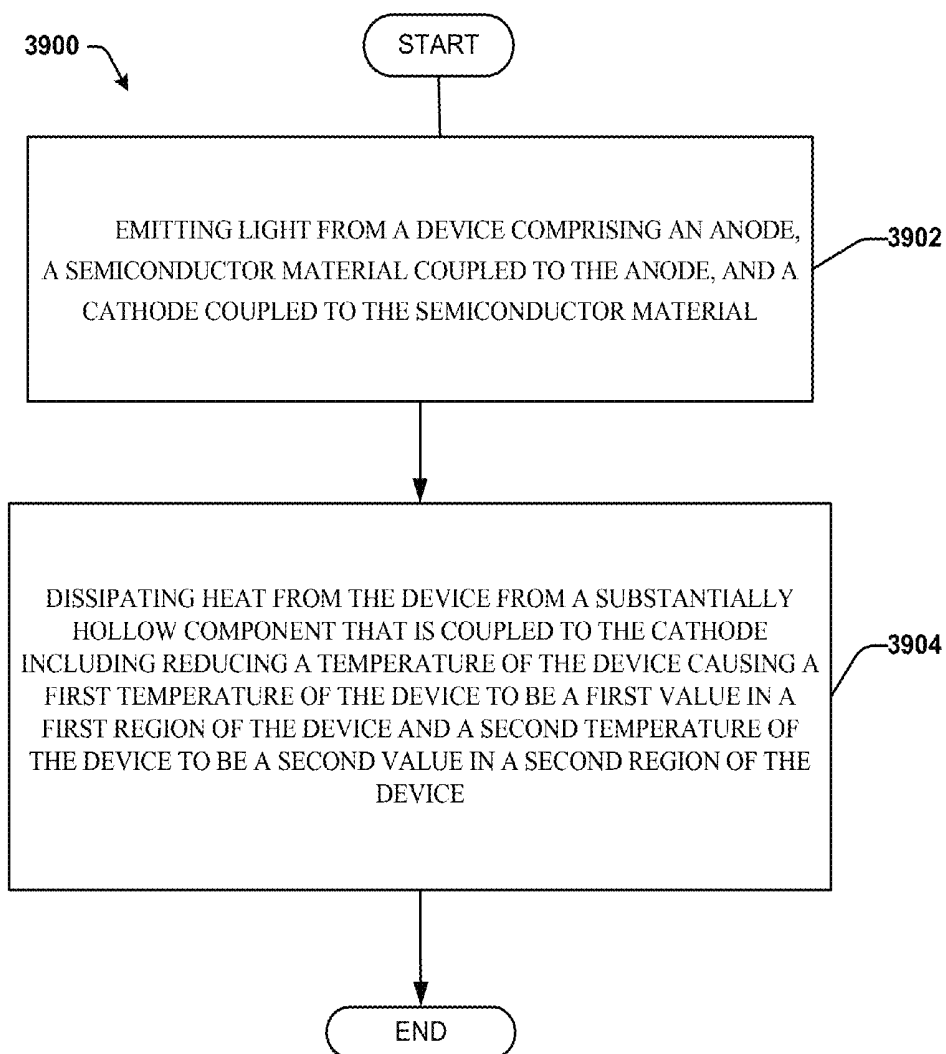 3900
START
EMITTING LIGHT FROM A DEVICE COMPRISING AN ANODE,
A SEMICONDUCTOR MATERIAL COUPLED TO THE ANODE, AND A
CATHODE COUPLED TO THE SEMICONDUCTOR MATERIAL
3902
DISSIPATING HEAT FROM THE DEVICE FROM A SUBSTANTIALLY
HOLLOW COMPONENT THAT IS COUPLED TO THE CATHODE
INCLUDING REDUCING A TEMPERATURE OF THE DEVICE CAUSING A
FIRST TEMPERATURE OF THE DEVICE TO BE A FIRST VALUE IN A
FIRST REGION OF THE DEVICE AND A SECOND TEMPERATURE OF
THE DEVICE TO BE A SECOND VALUE IN A SECOND REGION OF THE
DEVICE
3904
END